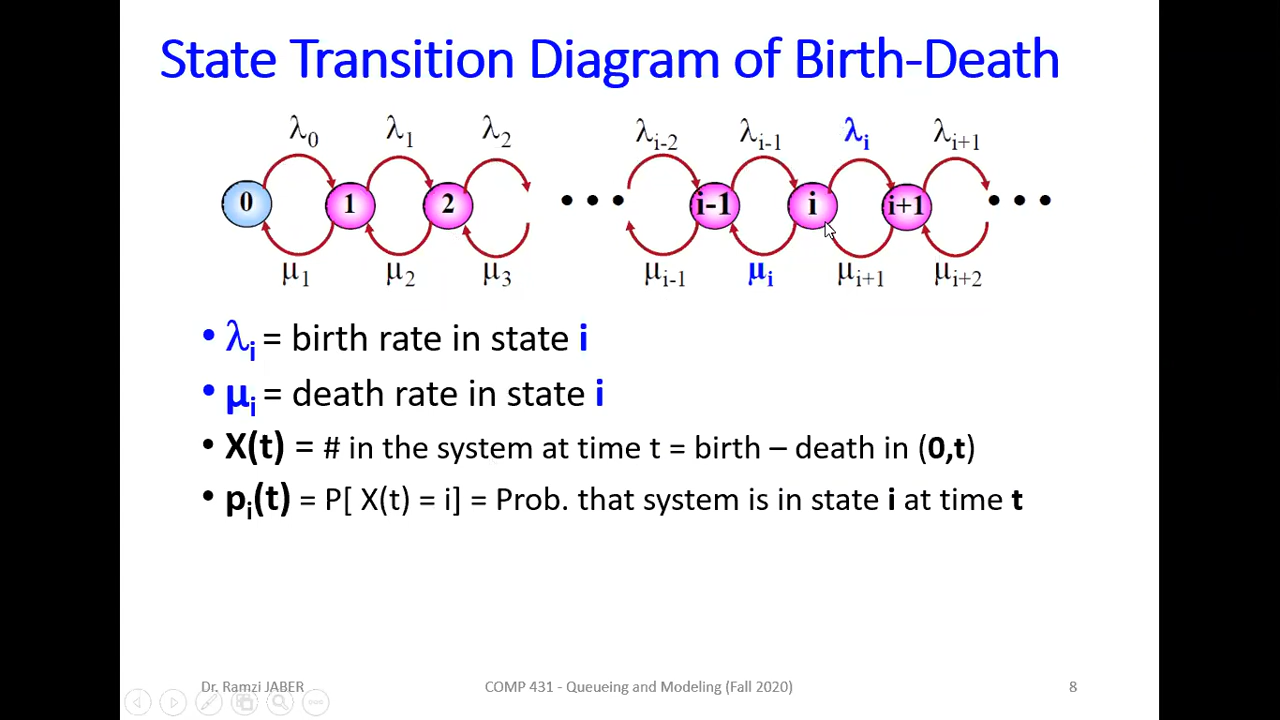 State Transition Diagram of Birth-Death
λ0 λ1 λ2 λi-2 λi-1 λi λi+1
0 1 2 • • • i-1 i i+1 • • •
μ1 μ2 μ3 μi-1 μi μi+1 μi+2
• λi = birth rate in state i
• μi = death rate in state i
• X(t) = # in the system at time t = birth – death in (0,t)
• pi(t) = P[ X(t) = i] = Prob. that system is in state i at time t
Dr. Ramzi JABER COMP 431 - Queueing and Modeling (Fall 2020) 8